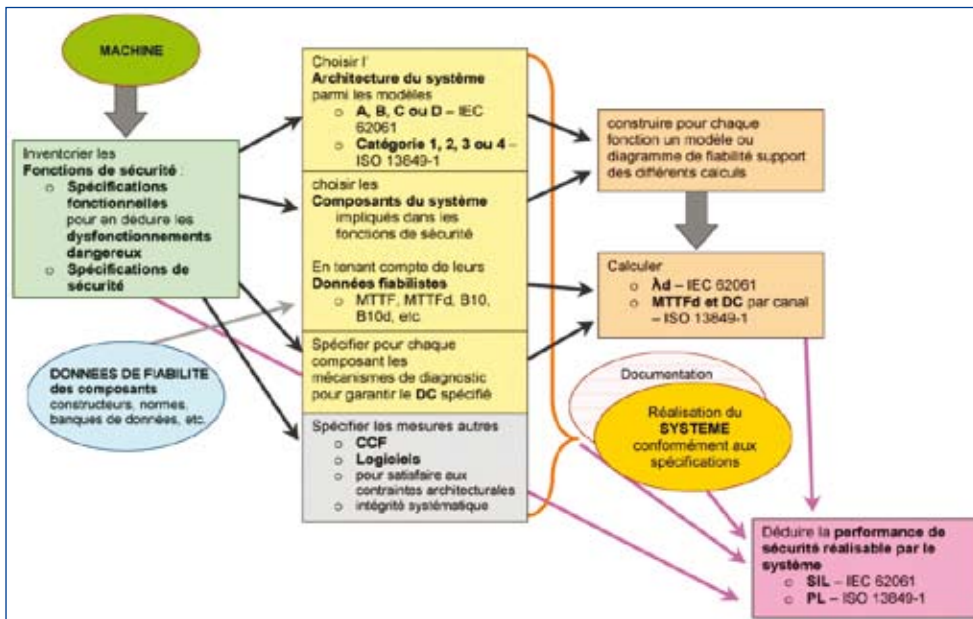 MACHINE
Inventorier les
Fonctions de sécurité :
o Spécifications
fonctionnelles
pour en déduire les
dysfonctionnements
dangereux
o Spécifications de
sécurité
DONNEES DE FIABILITE
des composants
constructeurs, normes,
banques de données, etc.
Choisir l'
Architecture du système
parmi les modèles
o A, B, C ou D – IEC
62061
o Catégorie 1, 2, 3 ou 4 –
ISO 13849-1
choisir les
Composants du système
impliqués dans les
fonctions de sécurité
En tenant compte de leurs
Données fiabilistes
o MTTF, MTTFd, B10,
B10d, etc.
Spécifier pour chaque
composant les
mécanismes de diagnostic
pour garantir le DC spécifié
Spécifier les mesures autres
o CCF
o Logiciels
o pour satisfaire aux
contraintes architecturales
o intégrité systématique
construire pour chaque
fonction un modèle ou
diagramme de fiabilité support
des différents calculs
Calculer
o λd – IEC 62061
o MTTFd et DC par canal
– ISO 13849-1
Documentation
Réalisation du
SYSTEME
conformément aux
spécifications
Déduire la performance de
sécurité réalisable par le
système
o SIL – IEC 62061
o PL – ISO 13849-1